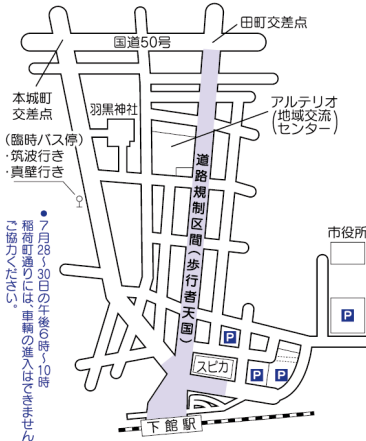 田町交差点
国道50号
本城町
交差点
羽黒神社
アルテリオ
(地域交流
センター)
(臨時バス停)
・筑波行き
・真壁行き
道路規制区間(歩行者天国)
市役所
●7月28~30日の午後6時~10時
稲荷町通りには、車輌の進入はできません
ご協力ください。
P
P
スピカ
P
P
下館駅